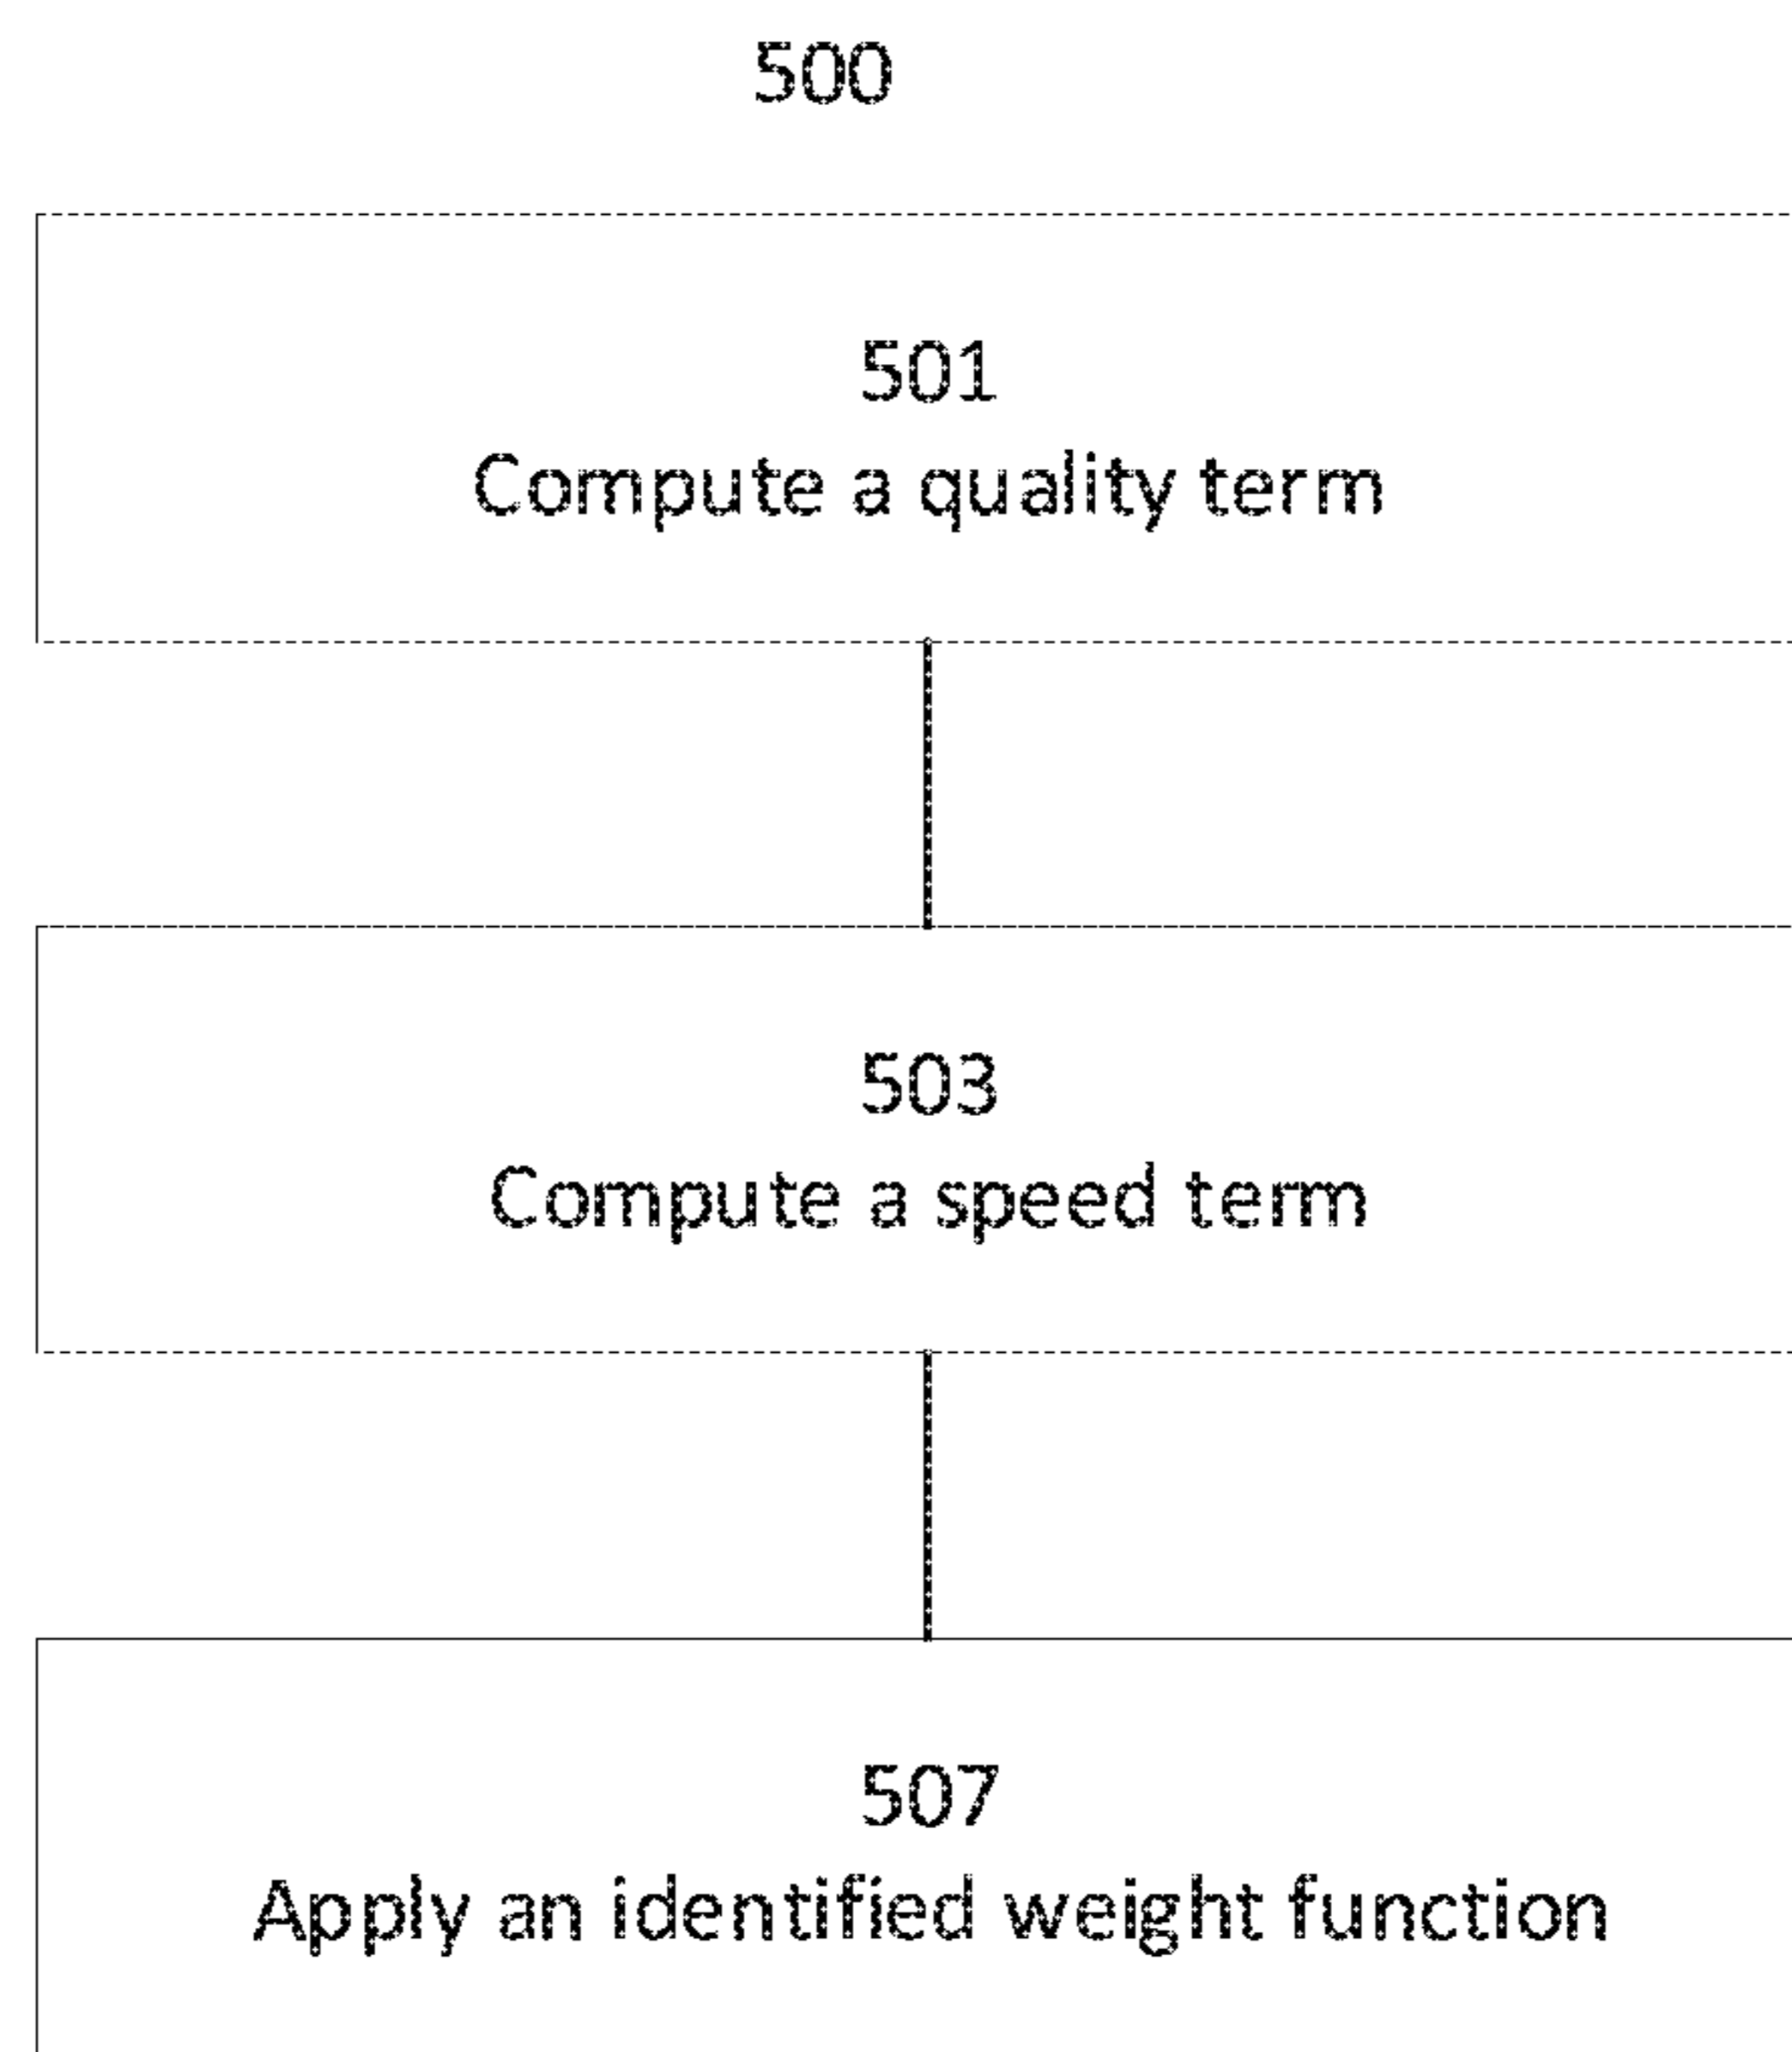 500
501
Compute a quality term
503
Compute a speed term
507
Apply an identified weight function